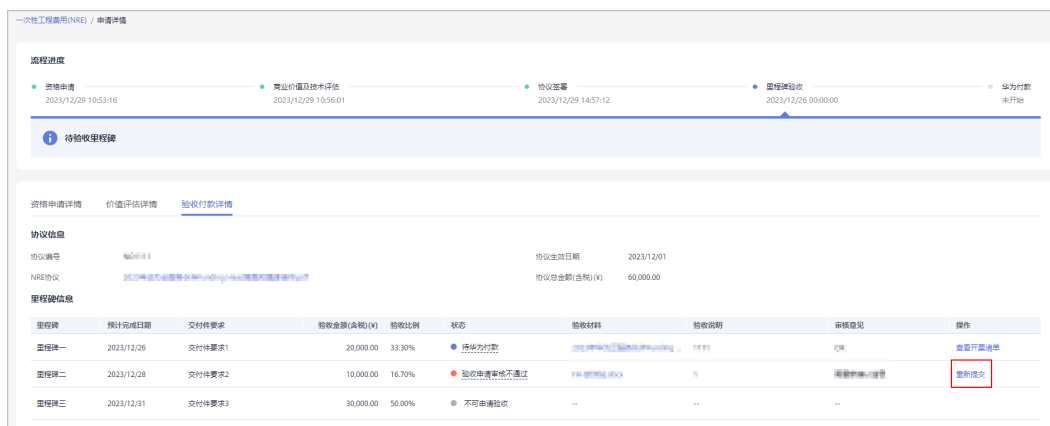 一次性工程费用(NRE) / 申请详情
流程进度
资格申请 商业价值及技术评估 协议签署 里程碑验收 华为付款
2023/12/29 10:53:16 2023/12/29 10:56:01 2023/12/29 14:57:12 2023/12/26 00:00:00 未开始
待验收里程碑
资格申请详情 价值评估详情 验收付款详情
协议信息
协议编号 协议生效日期 2023/12/01
NRE协议 协议总金额(含税)(¥) 60,000.00
里程碑信息
里程碑 预计完成日期 交付件要求 验收金额(含税)(¥) 验收比例 状态 验收材料 验收说明 审核意见 操作
里程碑一 2023/12/26 交付件要求1 20,000.00 33.30% 待华为付款 查看开票清单
里程碑二 2023/12/28 交付件要求2 10,000.00 16.70% 验收申请审核不通过 重新提交
里程碑三 2023/12/31 交付件要求3 30,000.00 50.00% 不可申请验收 -- -- --